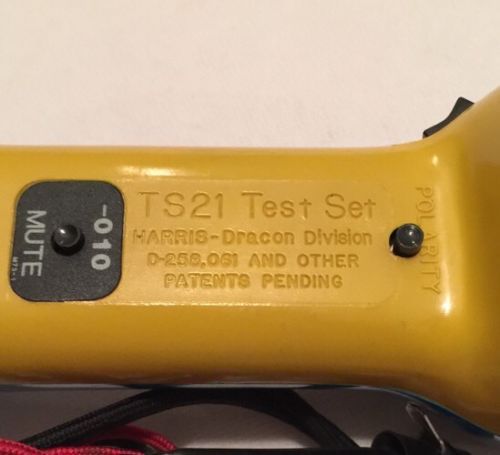 TS21 Test Set
HARRIS-Dracon Division
D-258,061 AND OTHER
PATENTS PENDING
-010
MUTE
POLARITY